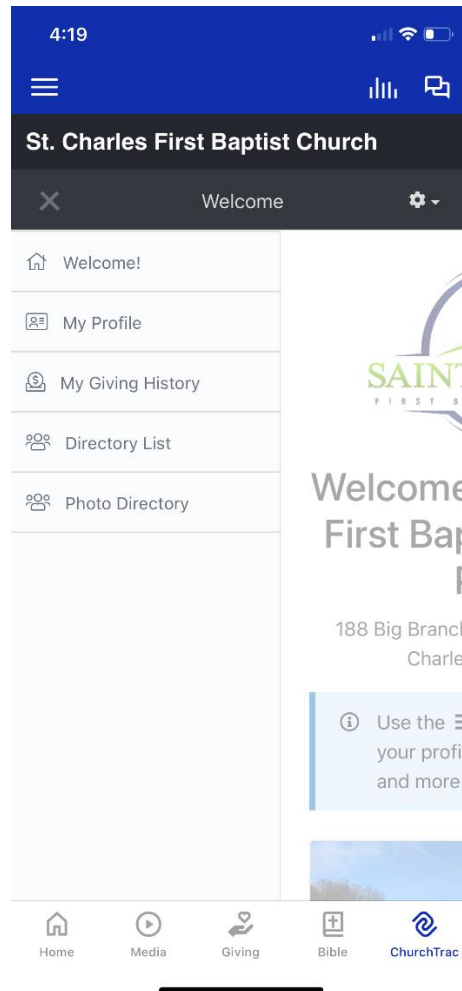 4:19
St. Charles First Baptist Church
Welcome
Welcome!
My Profile
My Giving History
Directory List
Photo Directory
SAINT
FIRST B
Welcome
First Bap
188 Big Branch
Charle
Use the
your profi
and more
Home
Media
Giving
Bible
ChurchTrac